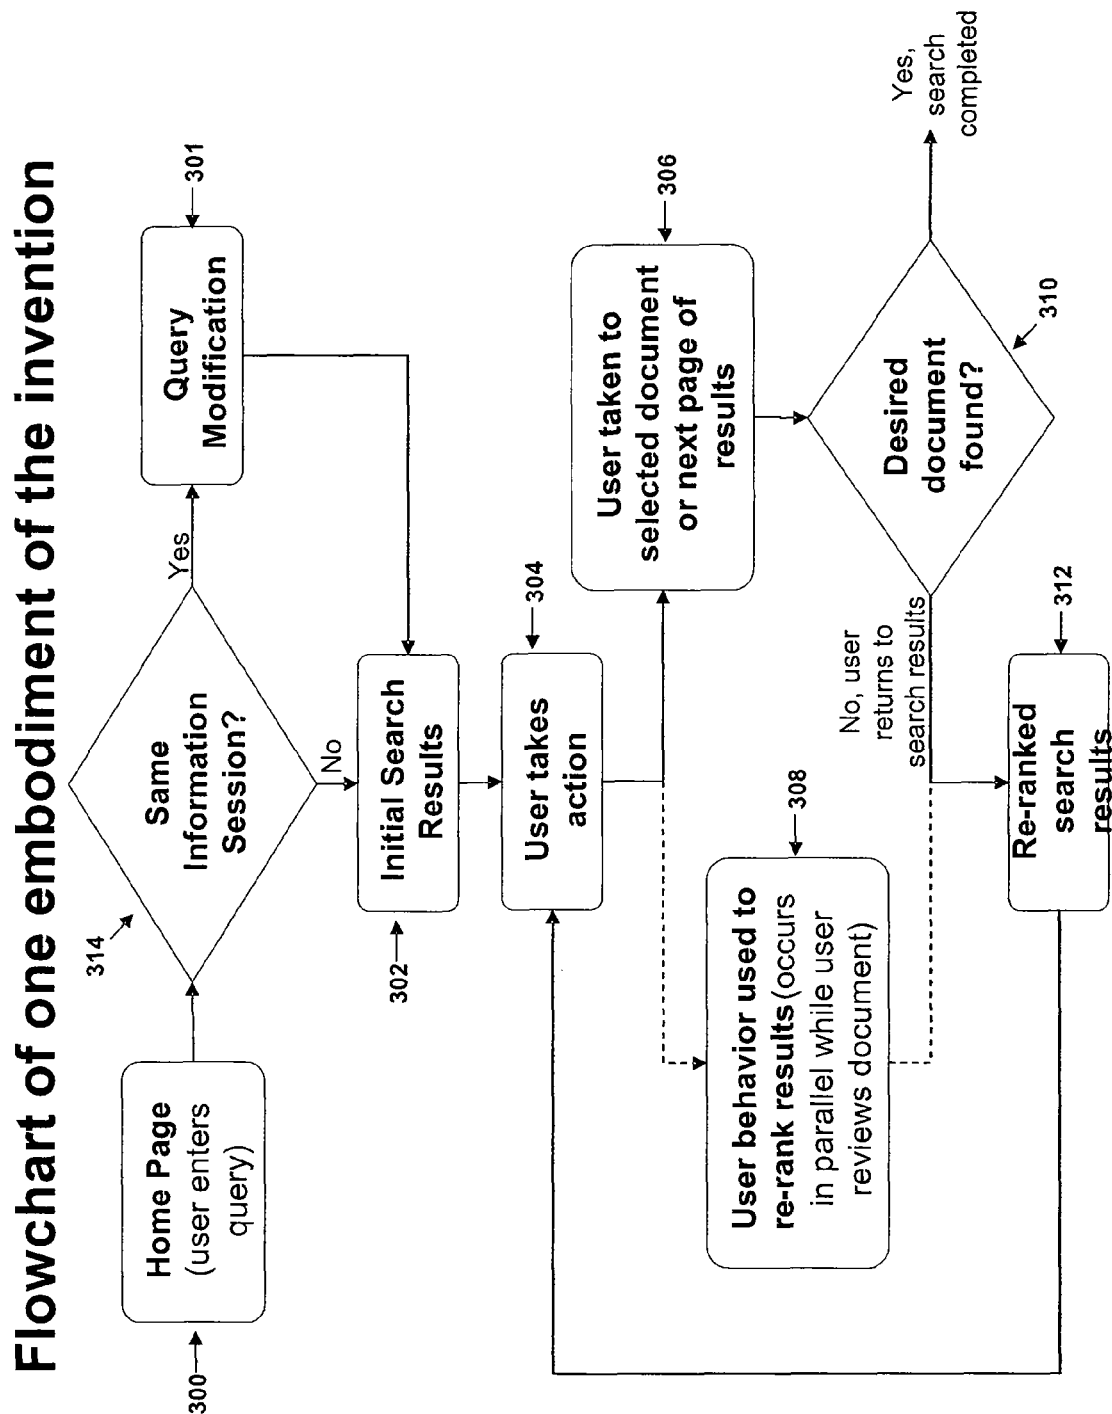 Flowchart of one embodiment of the invention
300
Home Page
(user enters
query)
314
Same
Information
Session?
Yes
Query
Modification
301
No
302
Initial Search
Results
User takes
action
304
User taken to
selected document
or next page of
results
306
User behavior used to
re-rank results (occurs
in parallel while user
reviews document)
308
Desired
document
found?
310
Yes,
search
completed
No, user
returns to
search results
Re-ranked
search
results
312